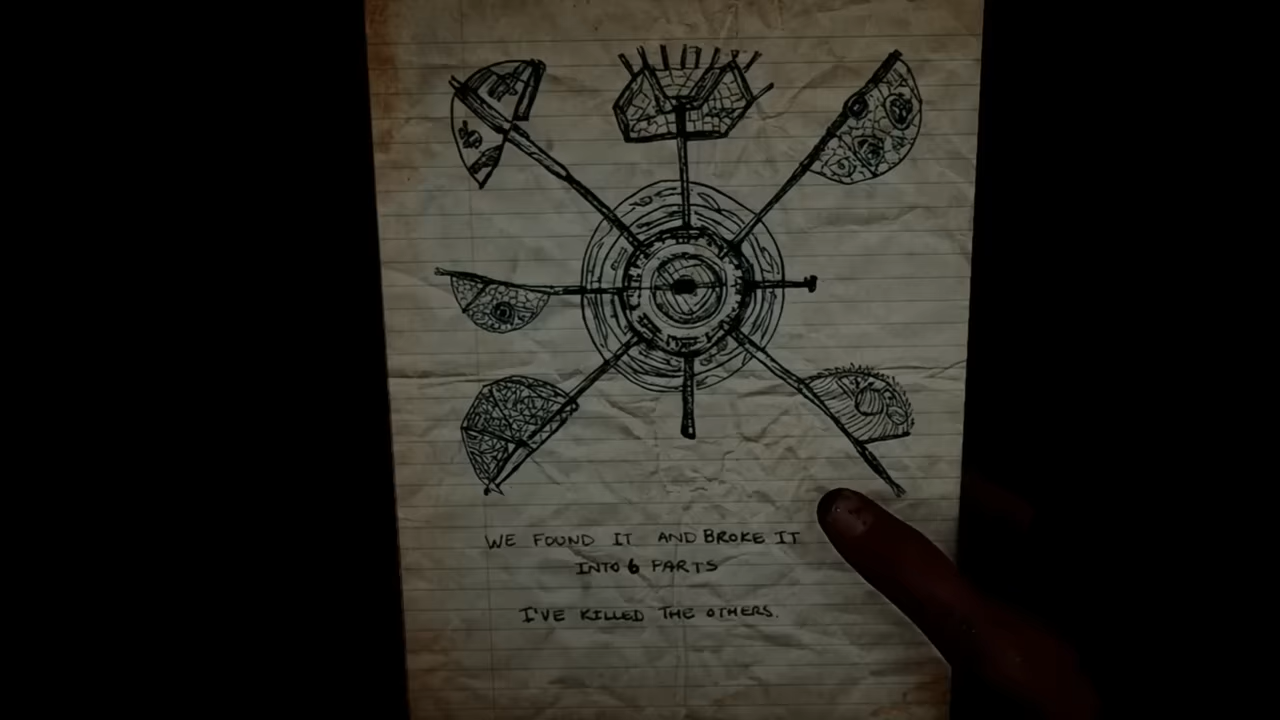 WE FOUND IT AND BROKE IT
INTO 6 PARTS
I'VE KILLED THE OTHERS.